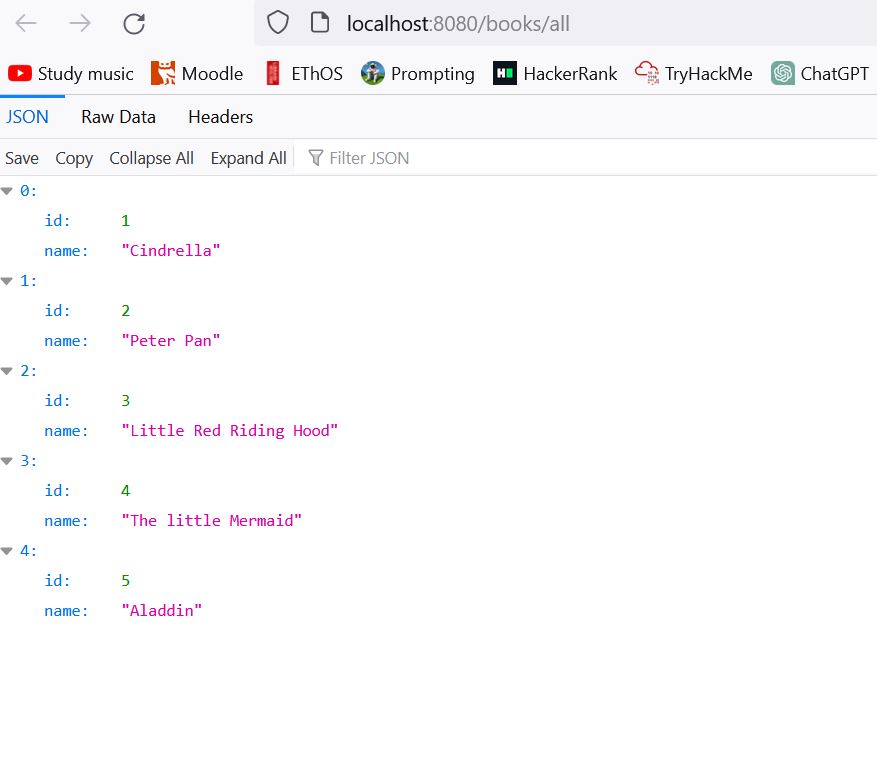 localhost:8080/books/all
Study music Moodle EThOS Prompting HackerRank TryHackMe ChatGPT
JSON Raw Data Headers
Save Copy Collapse All Expand All Filter JSON
0:
id: 1
name: "Cindrella"
1:
id: 2
name: "Peter Pan"
2:
id: 3
name: "Little Red Riding Hood"
3:
id: 4
name: "The little Mermaid"
4:
id: 5
name: "Aladdin"